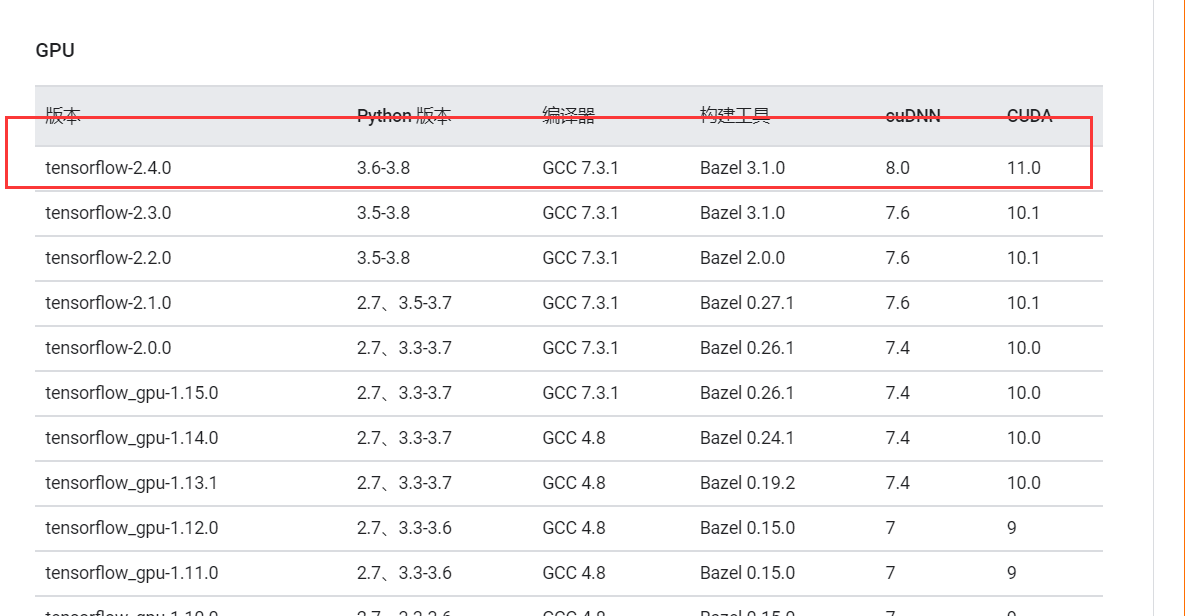 GPU
版本 Python 版本 编译器 构建工具 cuDNN CUDA
tensorflow-2.4.0 3.6-3.8 GCC 7.3.1 Bazel 3.1.0 8.0 11.0
tensorflow-2.3.0 3.5-3.8 GCC 7.3.1 Bazel 3.1.0 7.6 10.1
tensorflow-2.2.0 3.5-3.8 GCC 7.3.1 Bazel 2.0.0 7.6 10.1
tensorflow-2.1.0 2.7、3.5-3.7 GCC 7.3.1 Bazel 0.27.1 7.6 10.1
tensorflow-2.0.0 2.7、3.3-3.7 GCC 7.3.1 Bazel 0.26.1 7.4 10.0
tensorflow_gpu-1.15.0 2.7、3.3-3.7 GCC 7.3.1 Bazel 0.26.1 7.4 10.0
tensorflow_gpu-1.14.0 2.7、3.3-3.7 GCC 4.8 Bazel 0.24.1 7.4 10.0
tensorflow_gpu-1.13.1 2.7、3.3-3.7 GCC 4.8 Bazel 0.19.2 7.4 10.0
tensorflow_gpu-1.12.0 2.7、3.3-3.6 GCC 4.8 Bazel 0.15.0 7 9
tensorflow_gpu-1.11.0 2.7、3.3-3.6 GCC 4.8 Bazel 0.15.0 7 9